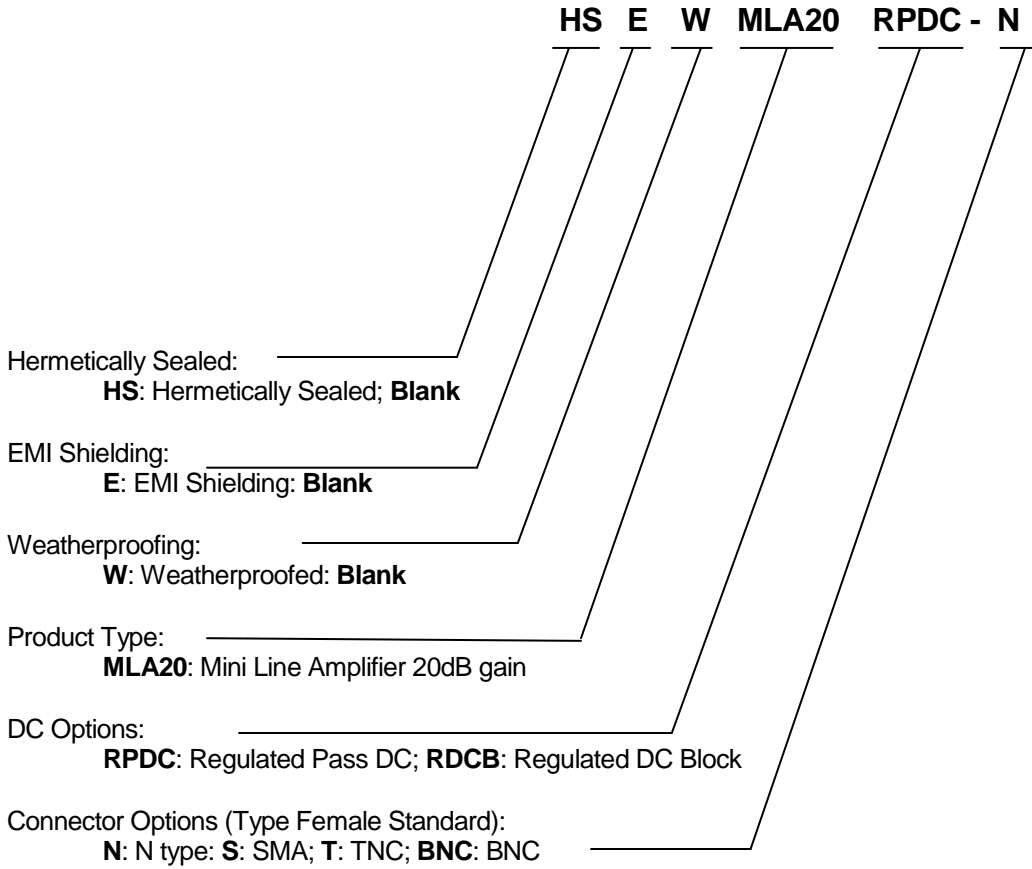 HS E W MLA20 RPDC - N
Hermetically Sealed:
HS: Hermetically Sealed; Blank
EMI Shielding:
E: EMI Shielding: Blank
Weatherproofing:
W: Weatherproofed: Blank
Product Type:
MLA20: Mini Line Amplifier 20dB gain
DC Options:
RPDC: Regulated Pass DC; RDCB: Regulated DC Block
Connector Options (Type Female Standard):
N: N type: S: SMA; T: TNC; BNC: BNC